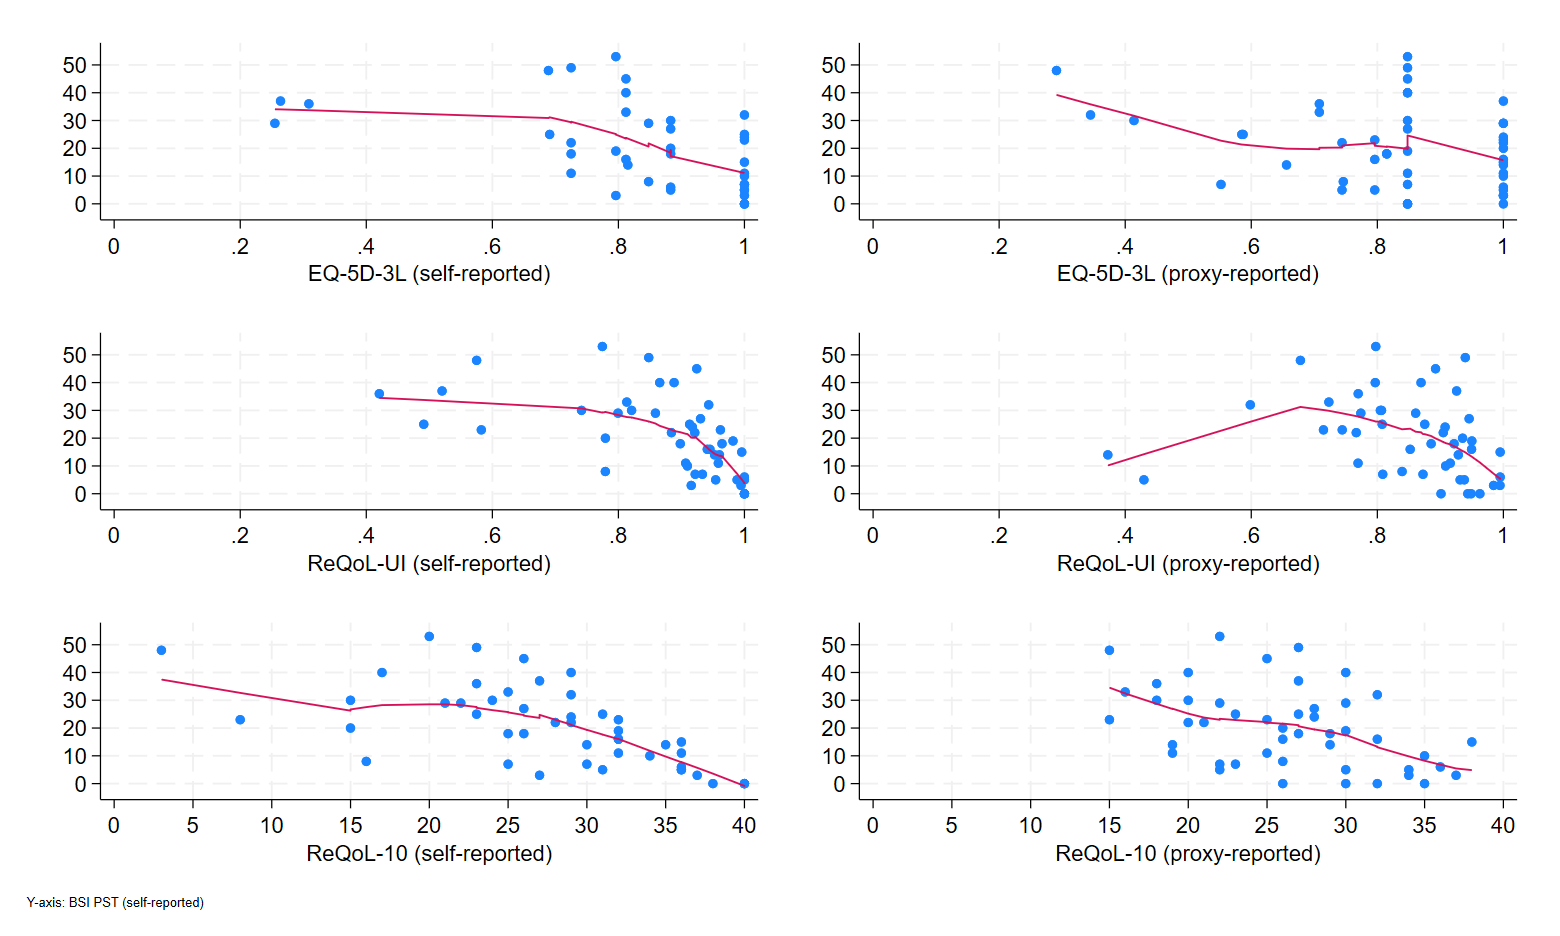 50
40
30
20
10
0
0 .2 .4 .6 .8 1
EQ-5D-3L (self-reported)
50
40
30
20
10
0
0 .2 .4 .6 .8 1
EQ-5D-3L (proxy-reported)
50
40
30
20
10
0
0 .2 .4 .6 .8 1
ReQoL-UI (self-reported)
50
40
30
20
10
0
0 .2 .4 .6 .8 1
ReQoL-UI (proxy-reported)
50
40
30
20
10
0
0 5 10 15 20 25 30 35 40
ReQoL-10 (self-reported)
50
40
30
20
10
0
0 5 10 15 20 25 30 35 40
ReQoL-10 (proxy-reported)
Y-axis: BSI PST (self-reported)